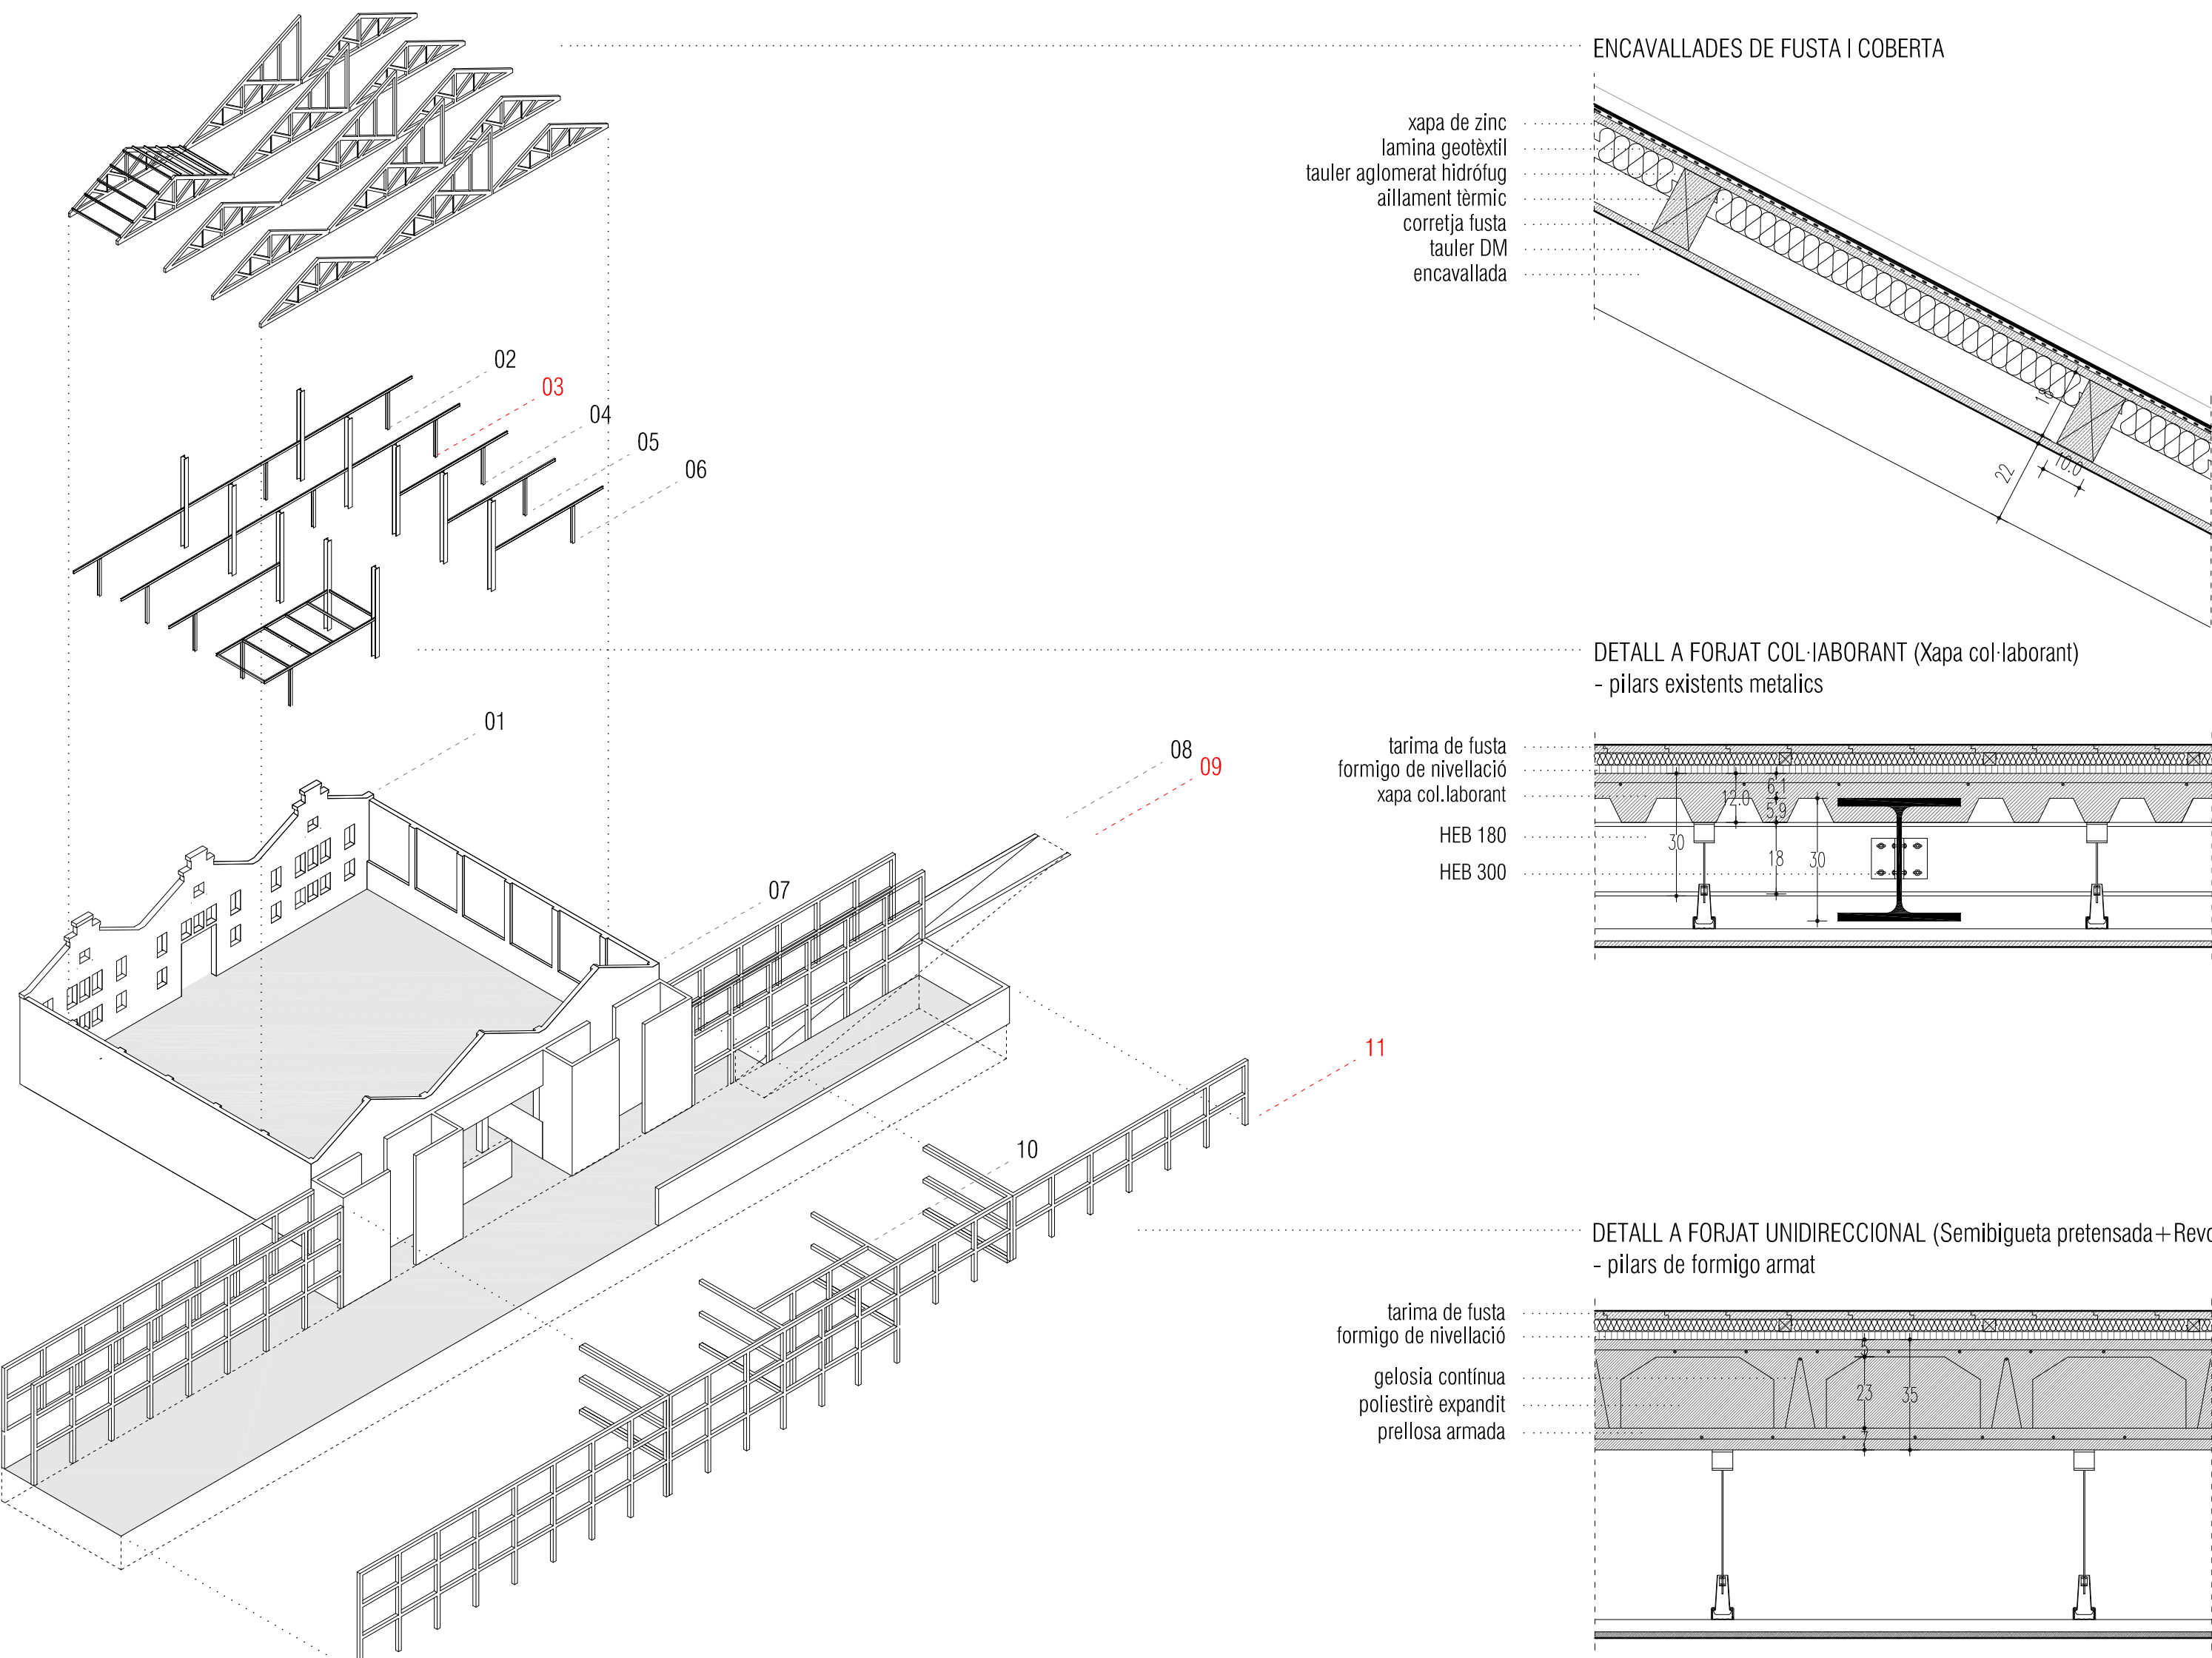 ENCAVALLADES DE FUSTA I COBERTA
xapa de zinc
lamina geotèxtil
tauler aglomerat hidrófug
aillament tèrmic
corretja fusta
tauler DM
encavallada
18
10.0
22
02
03
04
05
06
DETALL A FORJAT COL·lABORANT (Xapa col·laborant)
- pilars existents metalics
tarima de fusta
formigo de nivellació
xapa col.laborant
HEB 180
HEB 300
6.1
12.0
5.9
30
18
30
01
08
09
07
11
10
DETALL A FORJAT UNIDIRECCIONAL (Semibigueta pretensada+Revo
- pilars de formigo armat
tarima de fusta
formigo de nivellació
gelosia contínua
poliestirè expandit
prellosa armada
5
23
35
7